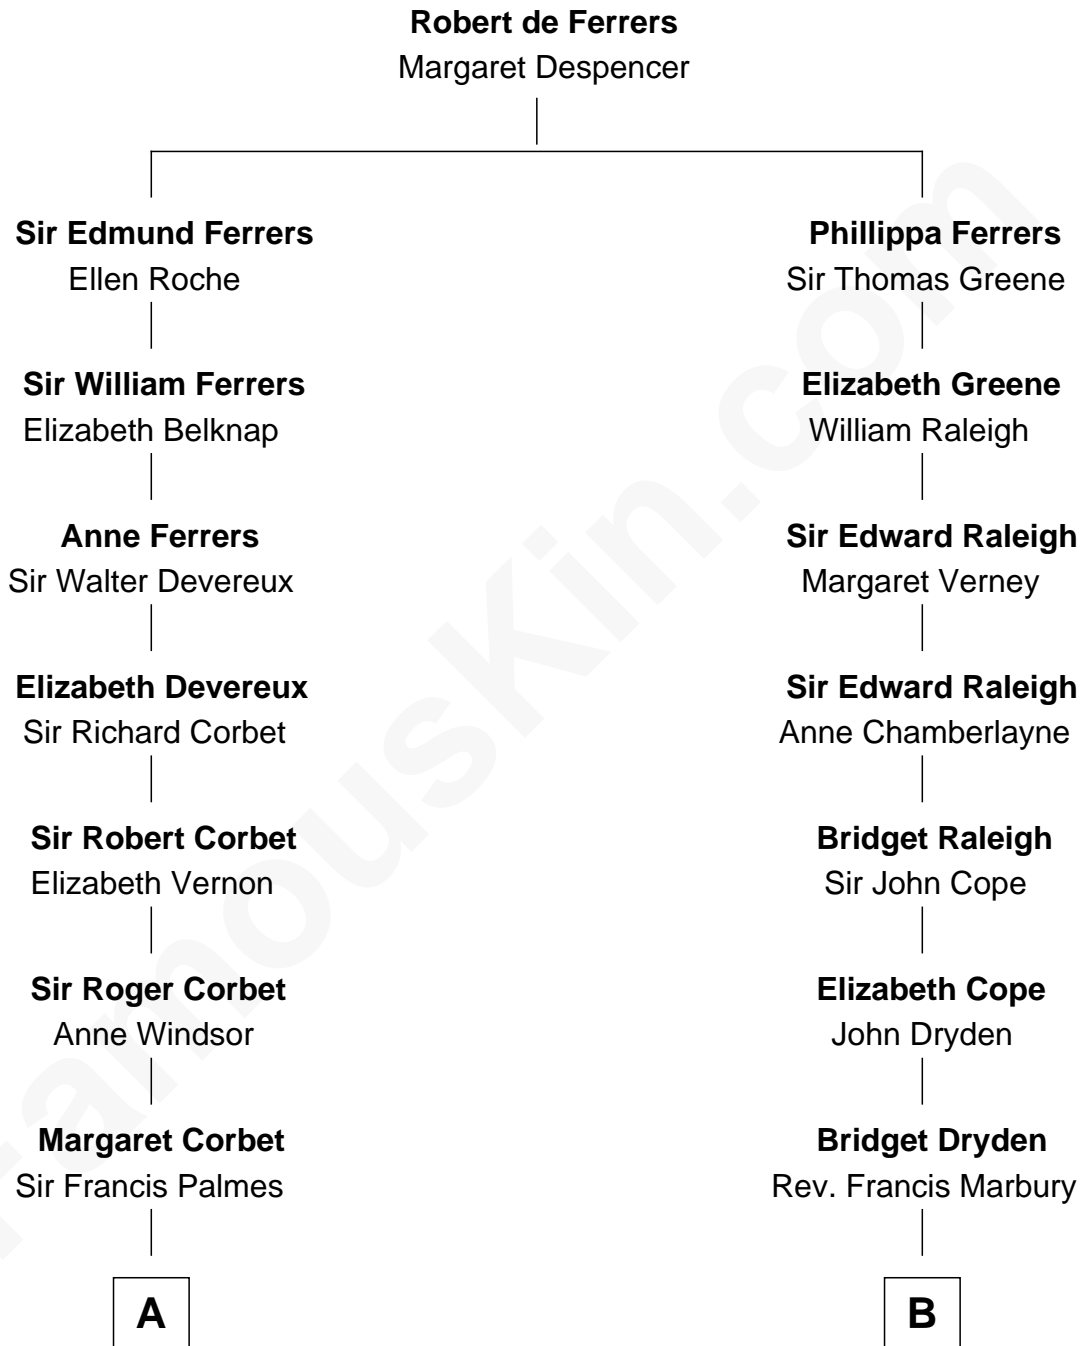 Robert de Ferrers
Margaret Despencer
Sir Edmund Ferrers
Ellen Roche
Sir William Ferrers
Elizabeth Belknap
Anne Ferrers
Sir Walter Devereux
Elizabeth Devereux
Sir Richard Corbet
Sir Robert Corbet
Elizabeth Vernon
Sir Roger Corbet
Anne Windsor
Margaret Corbet
Sir Francis Palmes
A
Phillippa Ferrers
Sir Thomas Greene
Elizabeth Greene
William Raleigh
Sir Edward Raleigh
Margaret Verney
Sir Edward Raleigh
Anne Chamberlayne
Bridget Raleigh
Sir John Cope
Elizabeth Cope
John Dryden
Bridget Dryden
Rev. Francis Marbury
B
FamousKin.com